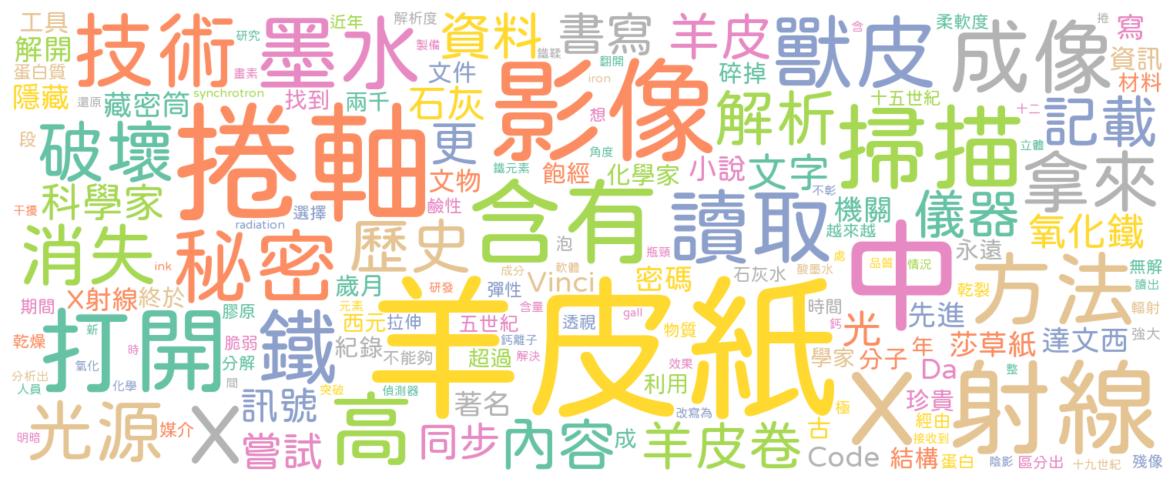 工具 技術 墨水 近年 解析度 資料 書寫 羊皮 獸皮 柔軟度 成像 捲 寫
解開 研究 製備 鐵鞣 翻開 含 資訊
蛋白質 畫素 文件 影像 碎掉 材料
隱藏 還原 synchrotron 找到 兩千 石灰 iron 解析 十五世紀 十二
藏密筒 想 掃描 記載
段 破壞 捲軸 更 角度 立體
科學家 文物 鐵元素 飽經 化學家 小說 文字 不彰 拿來
干擾 選擇 鹼性 含有 讀取 機關 儀器
radiation 越來越 氧化鐵
消失 ink 秘密 歷史 泡 瓶頸 中 永遠
成分 軟體 酸墨水 處 品質 情況 無解
X射線 終於 歲月 研發 彈性 Vinci 密碼 石灰水 方法 讀出
期間 膠原 元素 含量 羊皮紙 時間 鈣 乾裂 輻射
打開 新 鐵 西元 拉伸 鈣離子 五世紀 透視 gall 物質 光 先進 強大
乾燥 時 脆弱 紀錄 不能夠 解決 超過 效果 學家 分子 年 莎草紙 達文西
分析出 氧化 分解 利用 X射線
人員 化學 間 突破 偵測器 Da 整
光源 X 訊號 高 著名 改寫為 極 珍貴
媒介 古 經由
明暗 嘗試 同步 內容 成 羊皮卷 Code 接收到 結構 蛋白 陰影 區分出 十九世紀 殘像